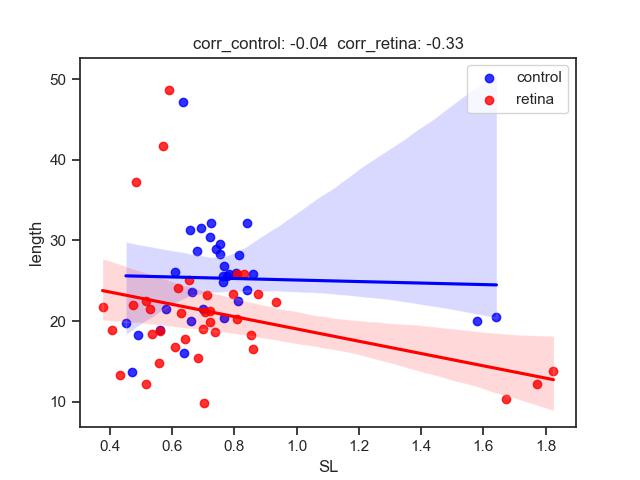 corr_control: -0.04  corr_retina: -0.33
control
retina
length
50
40
30
20
10
0.4 0.6 0.8 1.0 1.2 1.4 1.6 1.8
SL